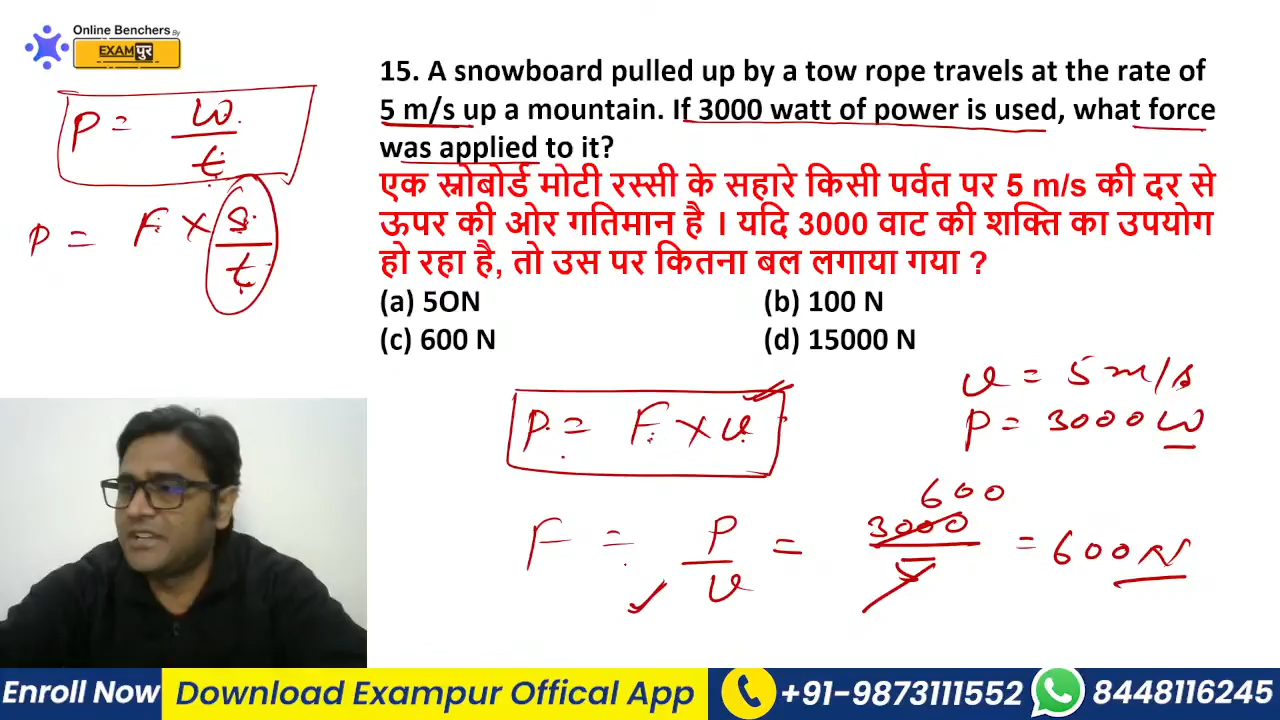 Online Benchers By
EXAMपुर
15. A snowboard pulled up by a tow rope travels at the rate of
5 m/s up a mountain. If 3000 watt of power is used, what force
was applied to it?
एक स्नोबोर्ड मोटी रस्सी के सहारे किसी पर्वत पर 5 m/s की दर से
ऊपर की ओर गतिमान है । यदि 3000 वाट की शक्ति का उपयोग
हो रहा है, तो उस पर कितना बल लगाया गया ?
(a) 5ON (b) 100 N
(c) 600 N (d) 15000 N
P = W/t
P = F × s/t
v = 5 m/s
P = 3000 W
P = F × v
600
F = P/v = 3000/5 = 600 N
Enroll Now Download Exampur Offical App +91-9873111552 8448116245